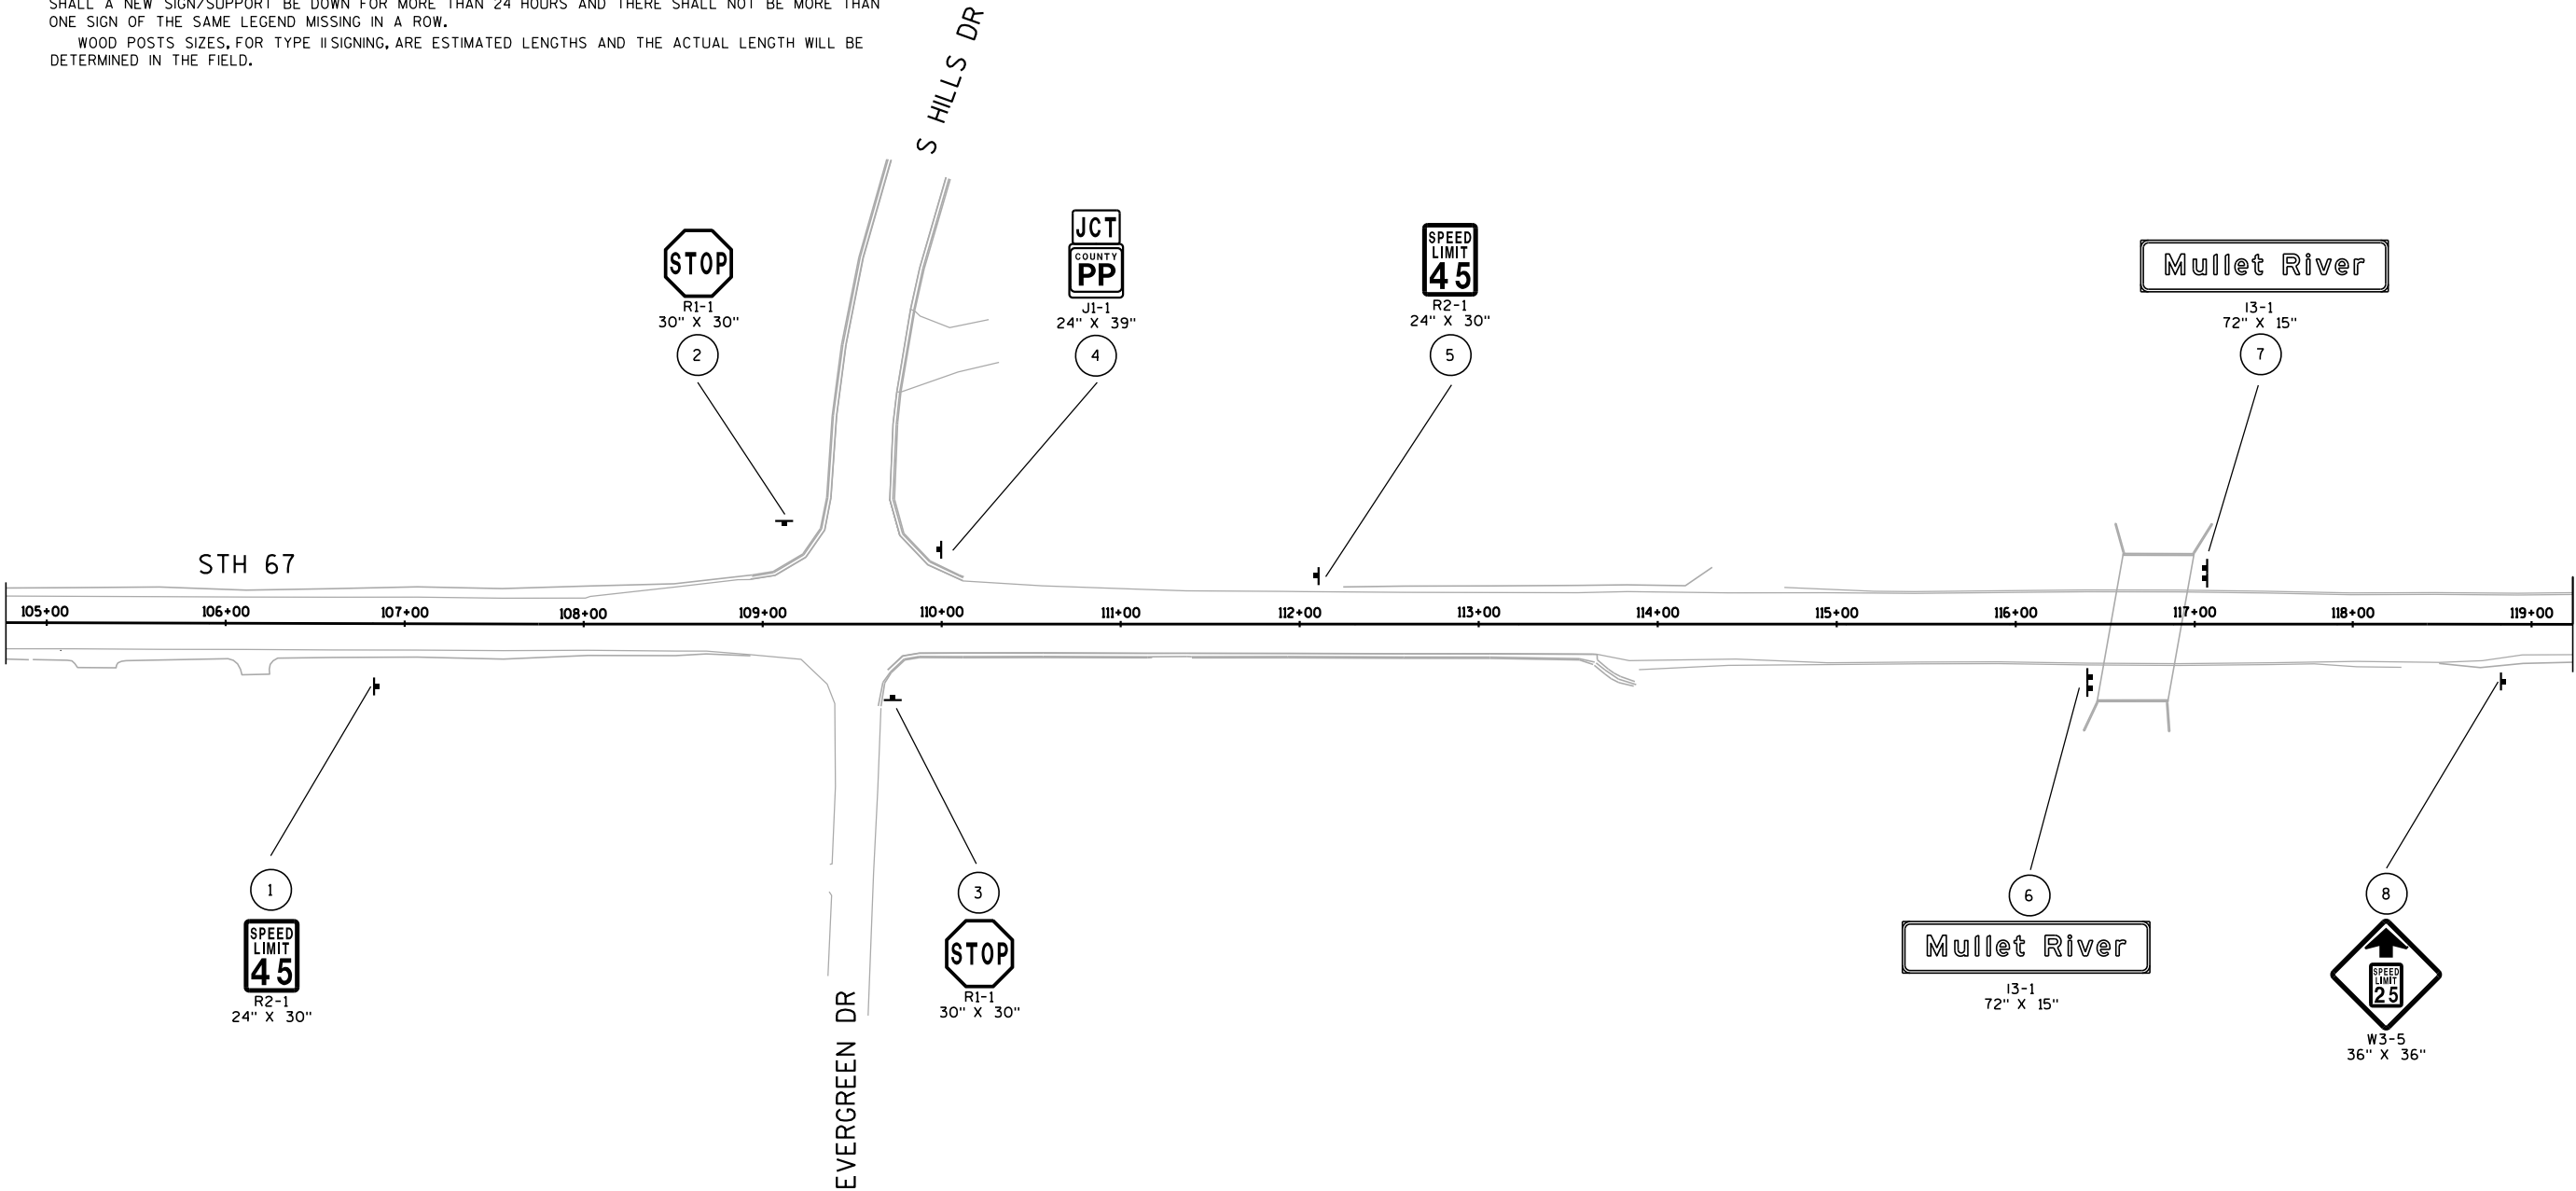 SHALL A NEW SIGN/SUPPORT BE DOWN FOR MORE THAN 24 HOURS AND THERE SHALL NOT BE MORE THAN
ONE SIGN OF THE SAME LEGEND MISSING IN A ROW.
WOOD POSTS SIZES, FOR TYPE II SIGNING, ARE ESTIMATED LENGTHS AND THE ACTUAL LENGTH WILL BE
DETERMINED IN THE FIELD.
S HILLS DR
STOP
R1-1
30" X 30"
2
JCT
COUNTY
PP
J1-1
24" X 39"
4
SPEED
LIMIT
45
R2-1
24" X 30"
5
Mullet River
I3-1
72" X 15"
7
STH 67
105+00 106+00 107+00 108+00 109+00 110+00 111+00 112+00 113+00 114+00 115+00 116+00 117+00 118+00 119+00
1
SPEED
LIMIT
45
R2-1
24" X 30"
EVERGREEN DR
3
STOP
R1-1
30" X 30"
6
Mullet River
I3-1
72" X 15"
8
SPEED
LIMIT
25
W3-5
36" X 36"